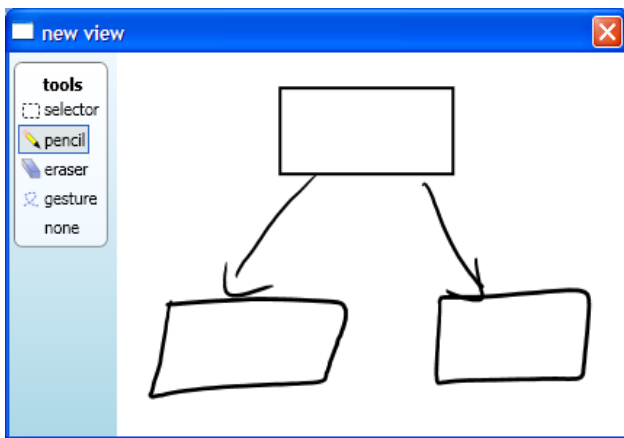 new view
tools
selector
pencil
eraser
gesture
none